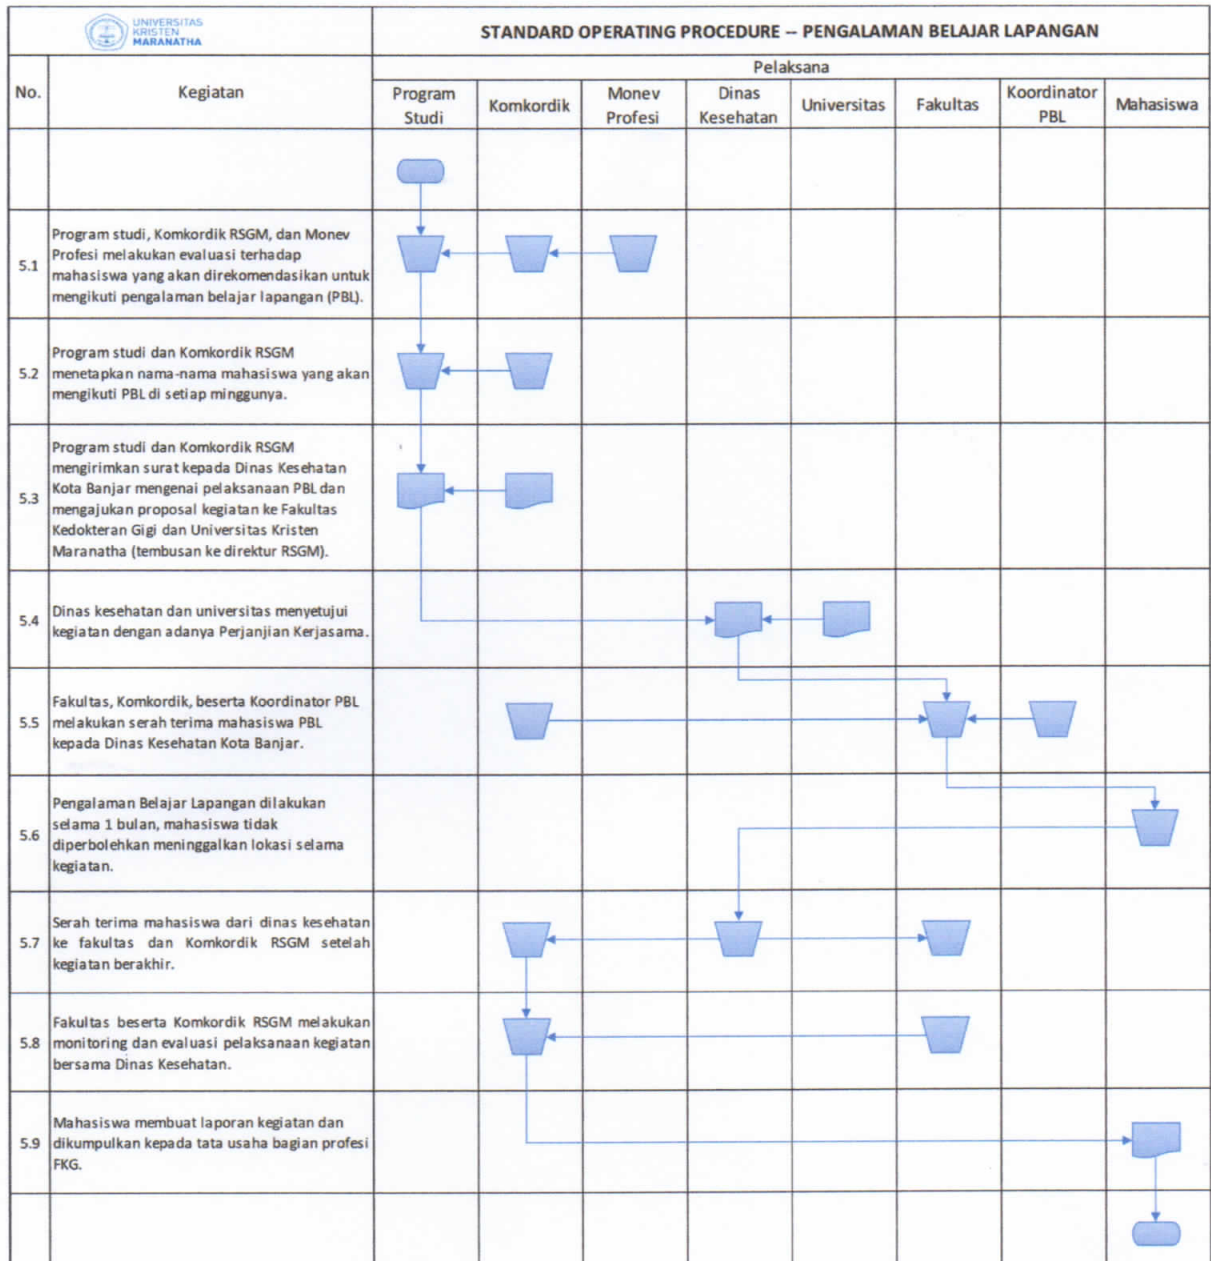 UNIVERSITAS
KRISTEN
MARANATHA
STANDARD OPERATING PROCEDURE -- PENGALAMAN BELAJAR LAPANGAN
No.
Kegiatan
Pelaksana
Program
Studi
Komkordik
Monev
Profesi
Dinas
Kesehatan
Universitas
Fakultas
Koordinator
PBL
Mahasiswa
5.1
Program studi, Komkordik RSGM, dan Monev
Profesi melakukan evaluasi terhadap
mahasiswa yang akan direkomendasikan untuk
mengikuti pengalaman belajar lapangan (PBL).
5.2
Program studi dan Komkordik RSGM
menetapkan nama-nama mahasiswa yang akan
mengikuti PBL di setiap minggunya.
5.3
Program studi dan Komkordik RSGM
mengirimkan surat kepada Dinas Kesehatan
Kota Banjar mengenai pelaksanaan PBL dan
mengajukan proposal kegiatan ke Fakultas
Kedokteran Gigi dan Universitas Kristen
Maranatha (tembusan ke direktur RSGM).
5.4
Dinas kesehatan dan universitas menyetujui
kegiatan dengan adanya Perjanjian Kerjasama.
5.5
Fakultas, Komkordik, beserta Koordinator PBL
melakukan serah terima mahasiswa PBL
kepada Dinas Kesehatan Kota Banjar.
5.6
Pengalaman Belajar Lapangan dilakukan
selama 1 bulan, mahasiswa tidak
diperbolehkan meninggalkan lokasi selama
kegiatan.
5.7
Serah terima mahasiswa dari dinas kesehatan
ke fakultas dan Komkordik RSGM setelah
kegiatan berakhir.
5.8
Fakultas beserta Komkordik RSGM melakukan
monitoring dan evaluasi pelaksanaan kegiatan
bersama Dinas Kesehatan.
5.9
Mahasiswa membuat laporan kegiatan dan
dikumpulkan kepada tata usaha bagian profesi
FKG.